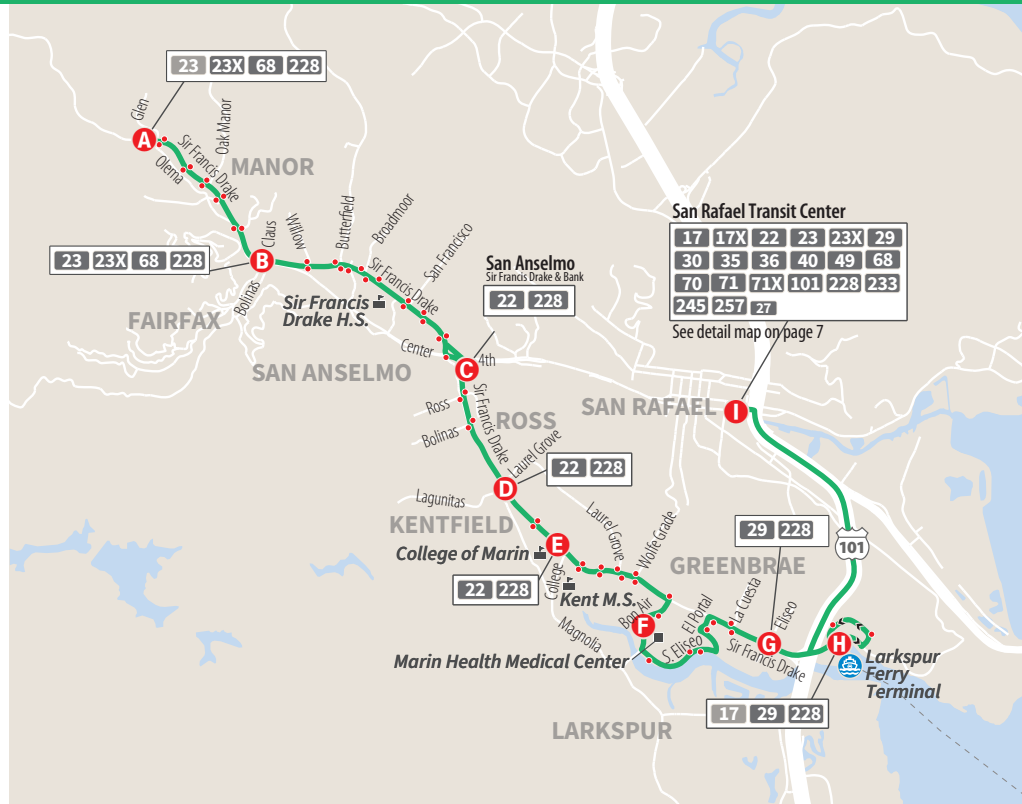 23 23X 68 228
Glen
A
Sir Francis Drake
Oak Manor
Olema
MANOR
23 23X 68 228
B
Claus
Bolinas
Willow
Butterfield
Broadmoor
FAIRFAX
Sir Francis
Drake H.S.
Sir Francis Drake
San Francisco
San Anselmo
Sir Francis Drake & Bank
22 228
Center
C
4th
SAN ANSELMO
San Rafael Transit Center
17 17X 22 23 23X 29
30 35 36 40 49 68
70 71 71X 101 228 233
245 257 27
See detail map on page 7
Ross
Bolinas
Sir Francis Drake
ROSS
SAN RAFAEL
I
Laurel Grove
22 228
D
Lagunitas
KENTFIELD
College of Marin
E
22 228
College
Kent M.S.
Laurel Grove
Wolfe Grade
29 228
101
GREENBRAE
Magnolia
Bon Air
F
Marin Health Medical Center
S. Eliseo
El Portal
La Cuesta
Eliseo
G
Sir Francis Drake
H
Larkspur
Ferry
Terminal
17 29 228
LARKSPUR